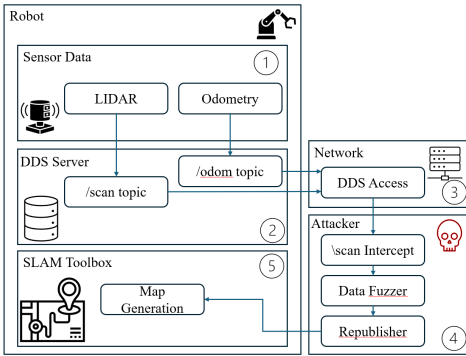 Robot
Sensor Data
1
LIDAR
Odometry
DDS Server
/odom topic
/scan topic
2
Network
DDS Access
3
Attacker
\scan Intercept
Data Fuzzer
Republisher
4
SLAM Toolbox
5
Map
Generation